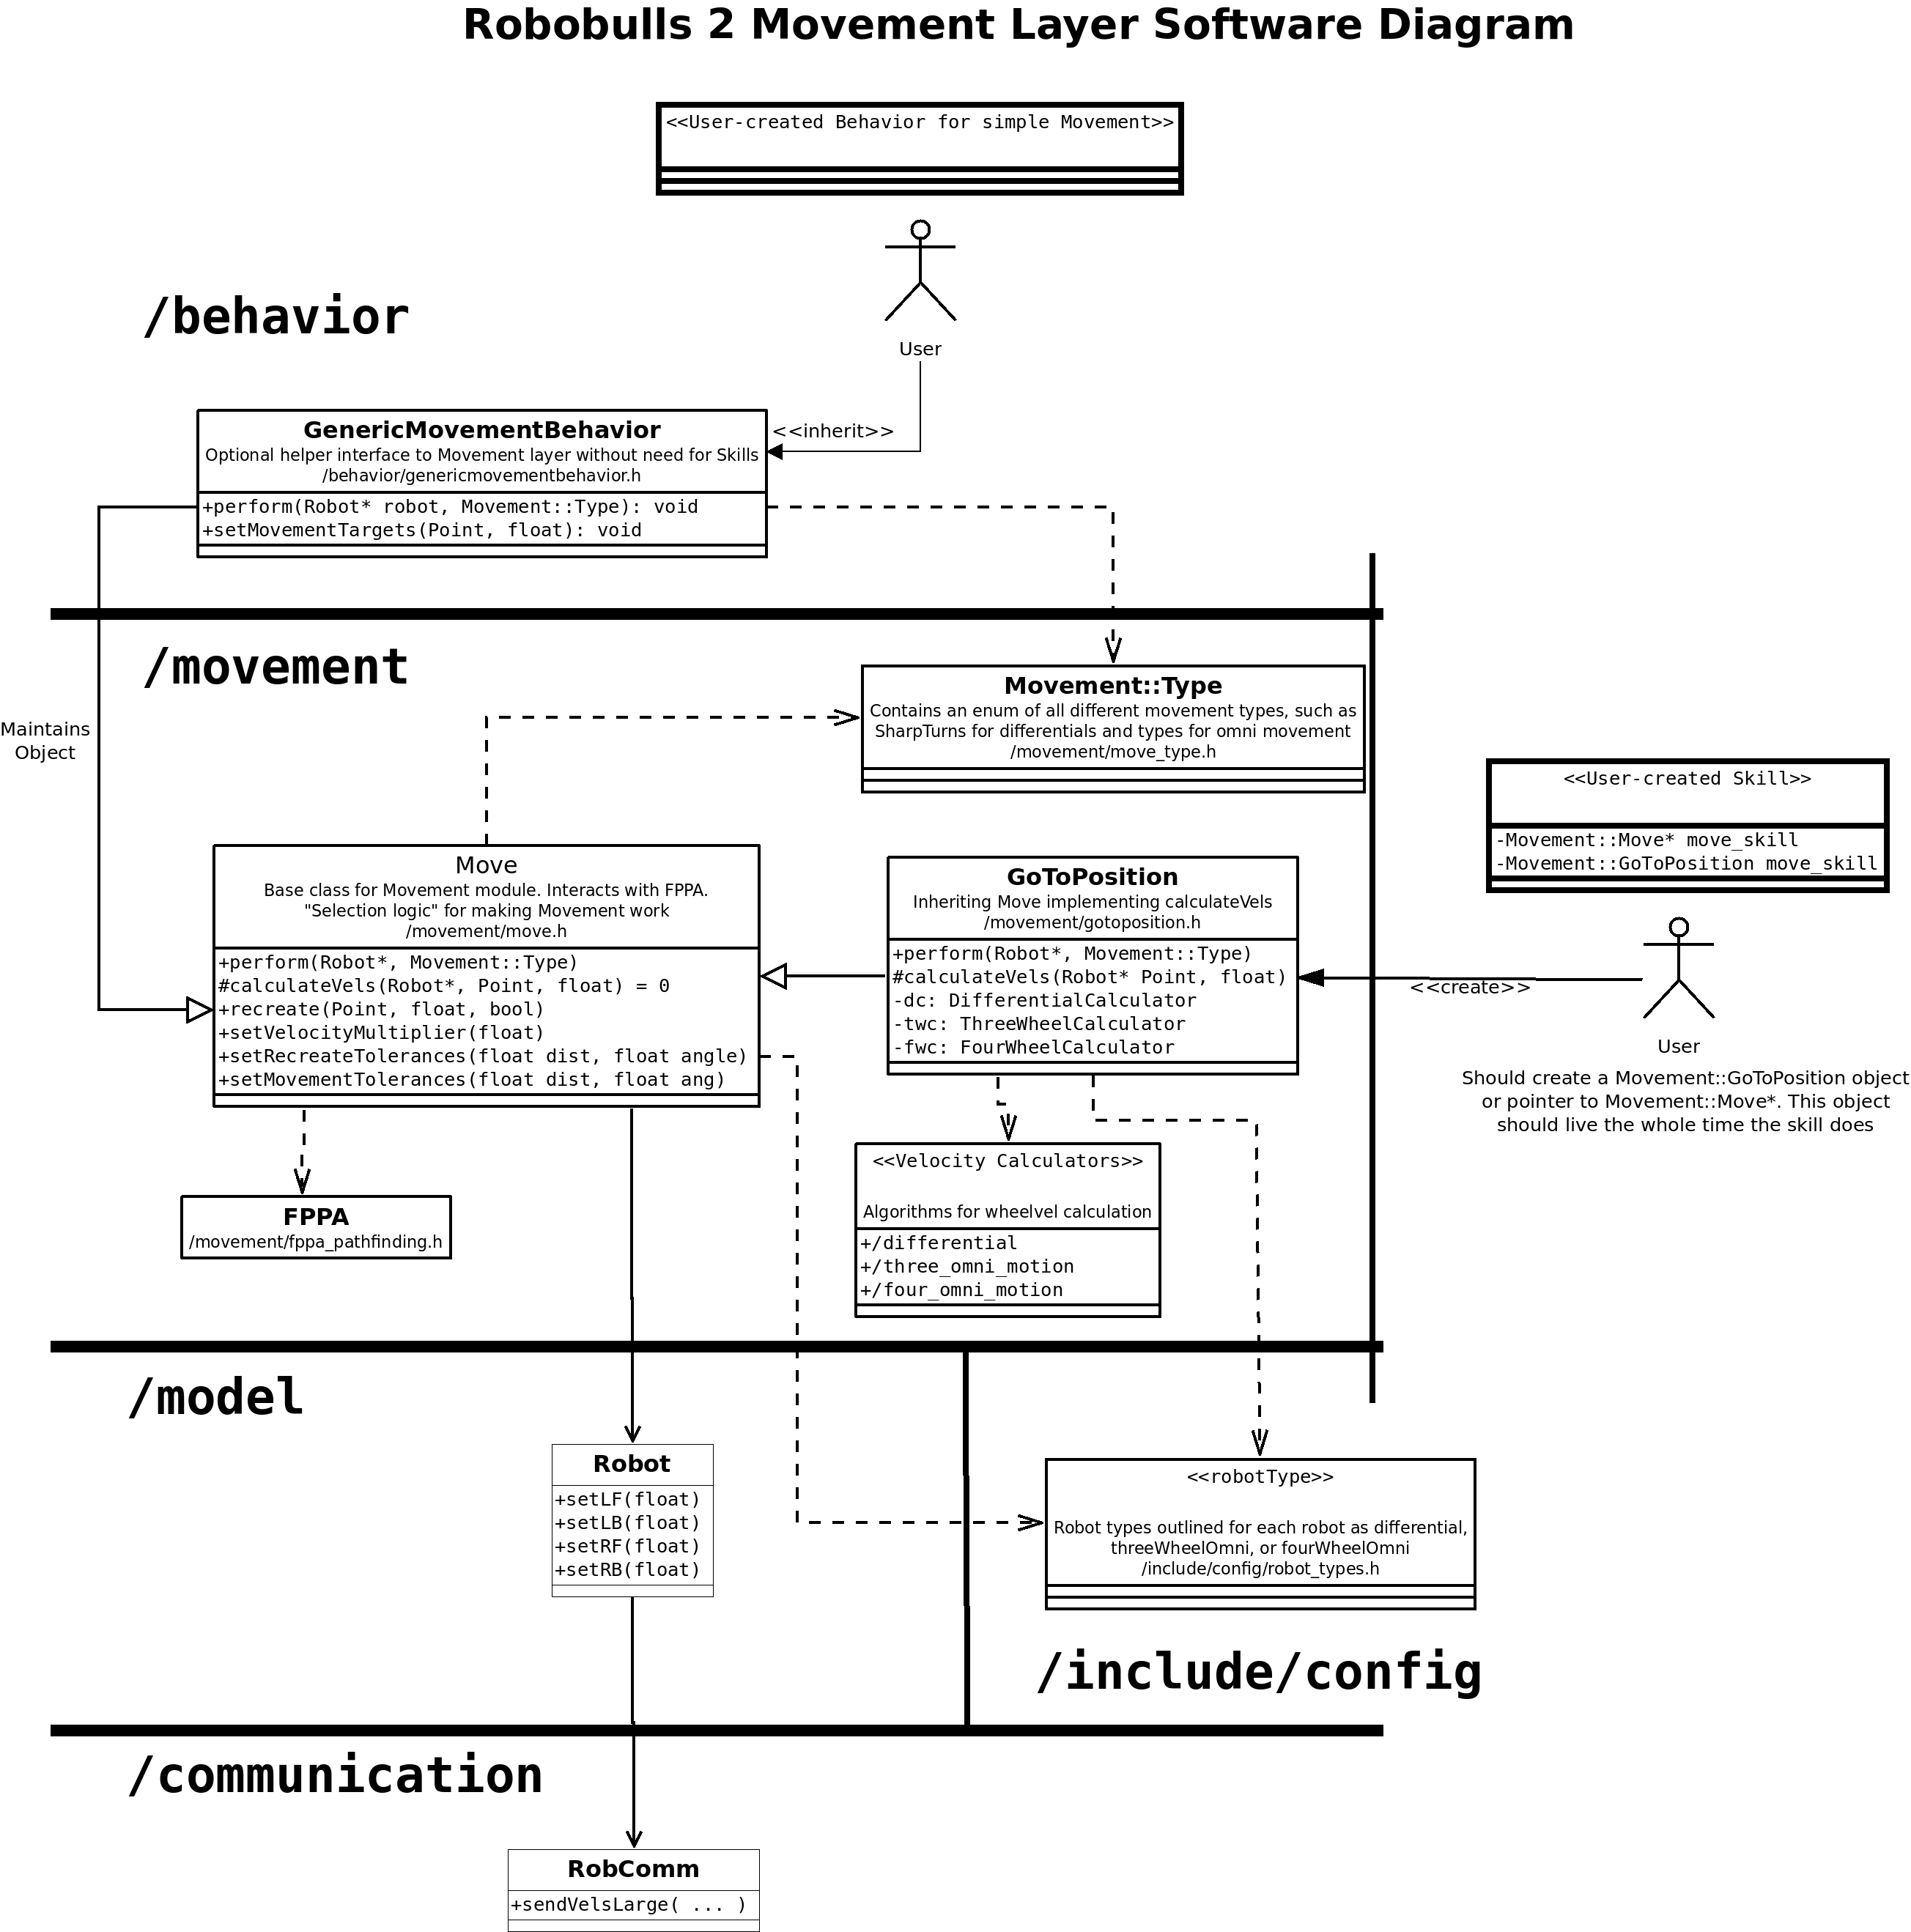 Robobulls 2 Movement Layer Software Diagram
<<User-created Behavior for simple Movement>>
User
/behavior
<<inherit>>
GenericMovementBehavior
Optional helper interface to Movement layer without need for Skills
/behavior/genericmovementbehavior.h
+perform(Robot* robot, Movement::Type): void
+setMovementTargets(Point, float): void
/movement
Maintains
Object
Movement::Type
Contains an enum of all different movement types, such as
SharpTurns for differentials and types for omni movement
/movement/move_type.h
<<User-created Skill>>
-Movement::Move* move_skill
-Movement::GoToPosition move_skill
Move
Base class for Movement module. Interacts with FPPA.
"Selection logic" for making Movement work
/movement/move.h
+perform(Robot*, Movement::Type)
#calculateVels(Robot*, Point, float) = 0
+recreate(Point, float, bool)
+setVelocityMultiplier(float)
+setRecreateTolerances(float dist, float angle)
+setMovementTolerances(float dist, float ang)
GoToPosition
Inheriting Move implementing calculateVels
/movement/gotoposition.h
+perform(Robot*, Movement::Type)
#calculateVels(Robot* Point, float)
-dc: DifferentialCalculator
-twc: ThreeWheelCalculator
-fwc: FourWheelCalculator
<<create>>
User
Should create a Movement::GoToPosition object
or pointer to Movement::Move*. This object
should live the whole time the skill does
FPPA
/movement/fppa_pathfinding.h
<<Velocity Calculators>>
Algorithms for wheelvel calculation
+/differential
+/three_omni_motion
+/four_omni_motion
/model
Robot
+setLF(float)
+setLB(float)
+setRF(float)
+setRB(float)
<<robotType>>
Robot types outlined for each robot as differential,
threeWheelOmni, or fourWheelOmni
/include/config/robot_types.h
/include/config
/communication
RobComm
+sendVelsLarge( ... )